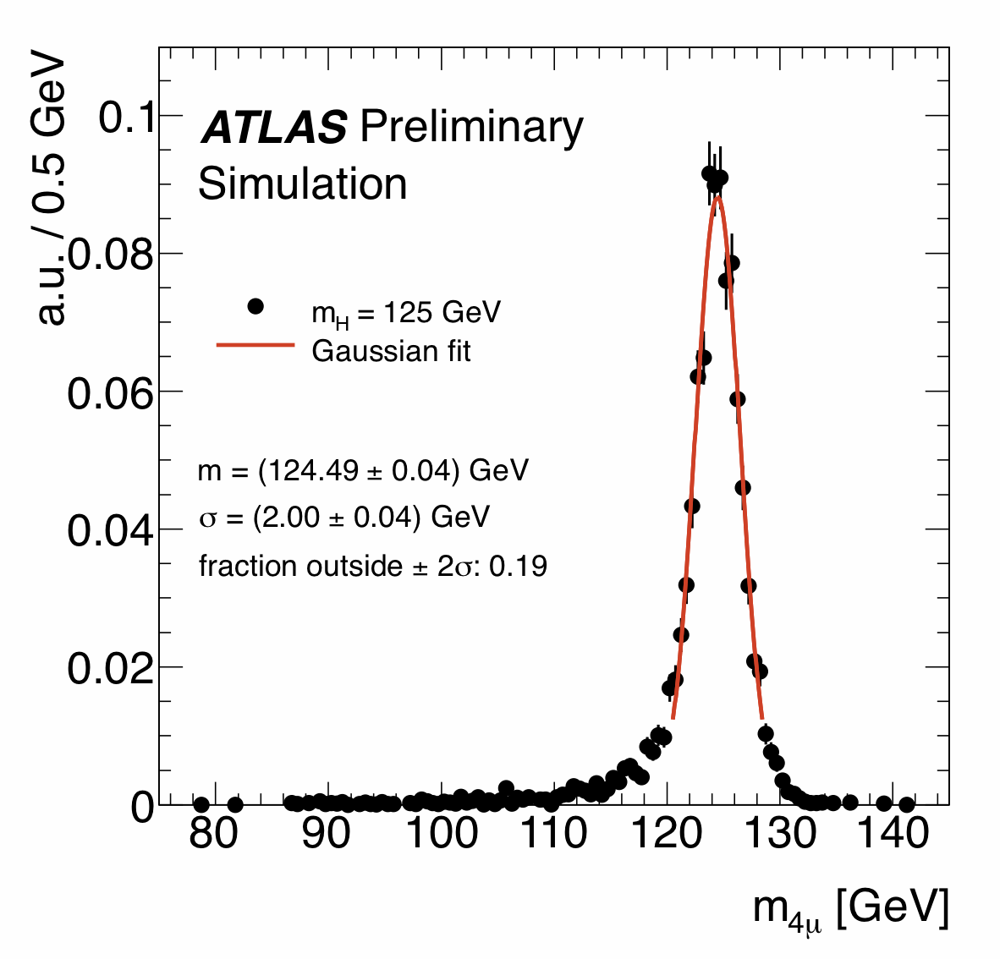 ATLAS Preliminary
Simulation
m_H = 125 GeV
Gaussian fit
m = (124.49 ± 0.04) GeV
σ = (2.00 ± 0.04) GeV
fraction outside ± 2σ: 0.19
a.u. / 0.5 GeV
0.1
0.08
0.06
0.04
0.02
0
80 90 100 110 120 130 140
m_4μ [GeV]